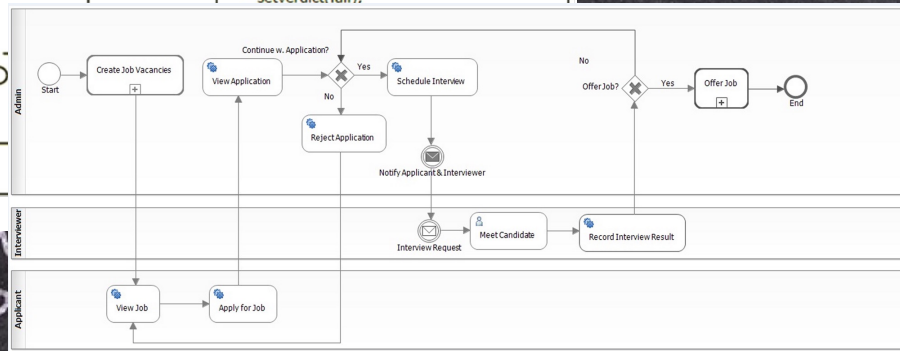 setverdict(fail);
Admin
Start
Create Job Vacancies
View Application
Continue w. Application?
Yes
No
Schedule Interview
Reject Application
Notify Applicant & Interviewer
No
Offer Job?
Yes
Offer Job
End
Interviewer
Interview Request
Meet Candidate
Record Interview Result
Applicant
View Job
Apply for Job